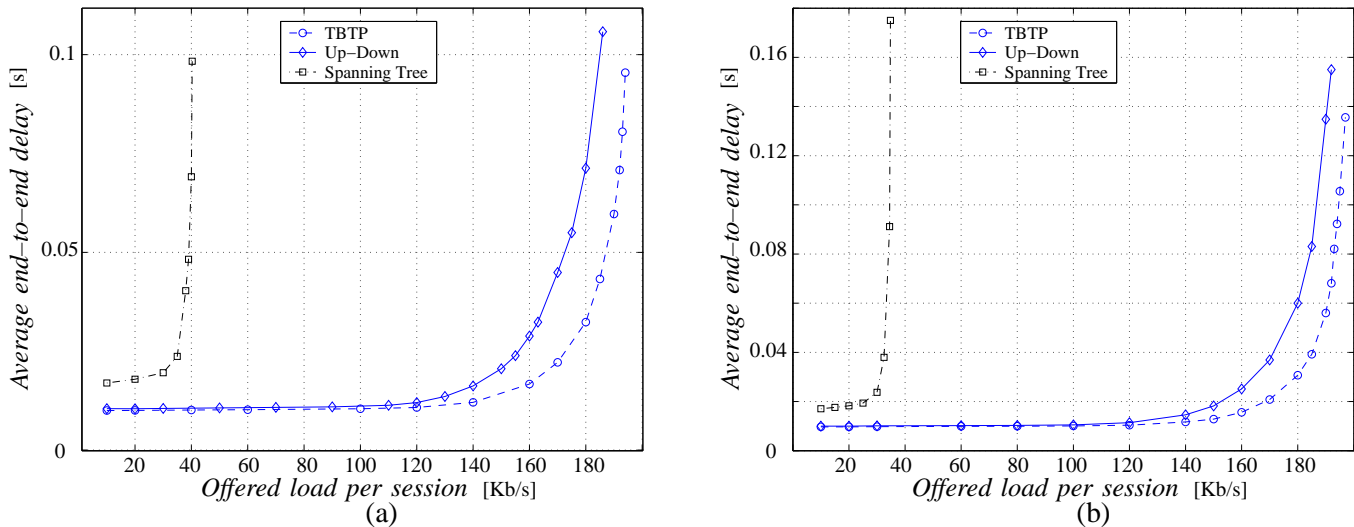 TBTP
Up–Down
Spanning Tree
0.1
0.05
0
Average end–to–end delay [s]
20 40 60 80 100 120 140 160 180
Offered load per session [Kb/s]
(a)
TBTP
Up–Down
Spanning Tree
0.16
0.12
0.08
0.04
0
Average end–to–end delay [s]
20 40 60 80 100 120 140 160 180
Offered load per session [Kb/s]
(b)